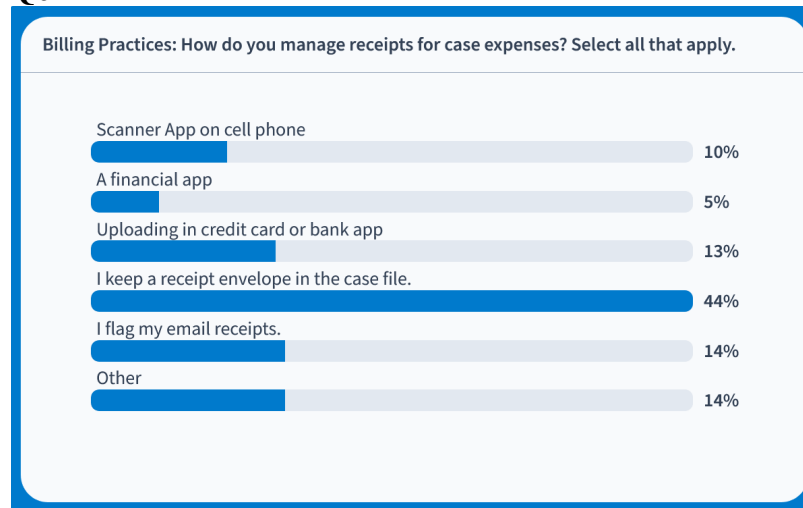 Billing Practices: How do you manage receipts for case expenses? Select all that apply.
Scanner App on cell phone
10%
A financial app
5%
Uploading in credit card or bank app
13%
I keep a receipt envelope in the case file.
44%
I flag my email receipts.
14%
Other
14%